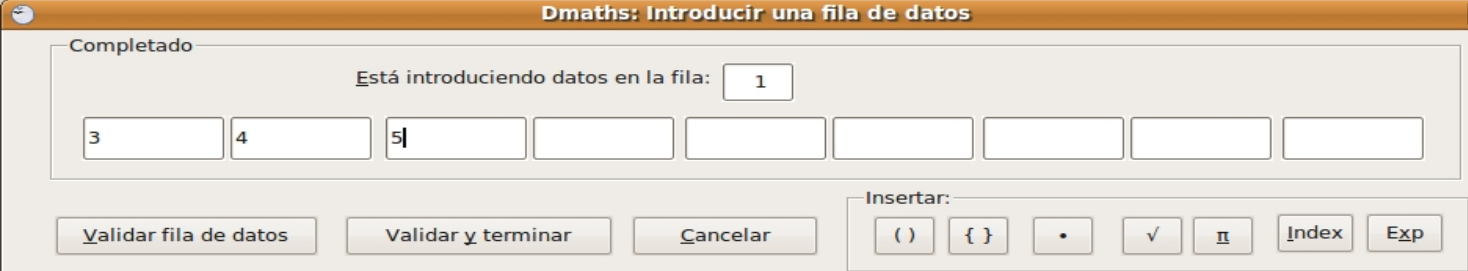 Dmaths: Introducir una fila de datos
Completado
Está introduciendo datos en la fila: 1
3 4 5
Insertar:
Validar fila de datos Validar y terminar Cancelar ( ) { } • √ π Index Exp